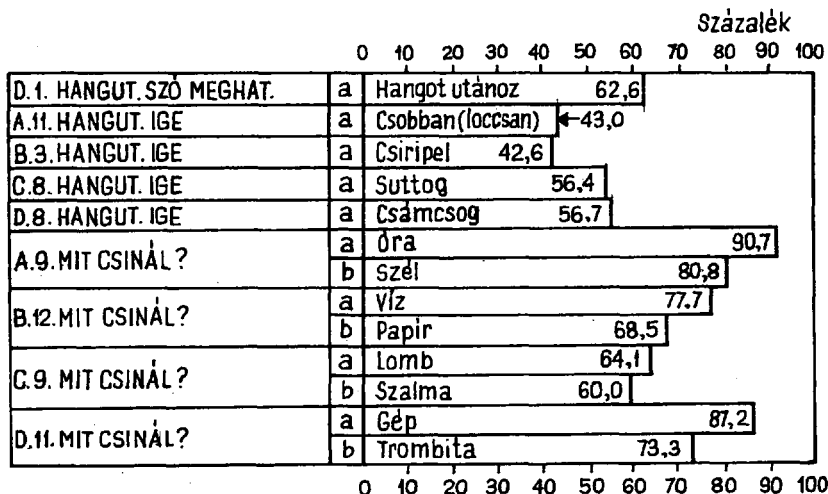 Százalék
0 10 20 30 40 50 60 70 80 90 100
D.1. HANGUT. SZÓ MEGHAT. a Hangot utánoz 62,6
A.11. HANGUT. IGE a Csobban (loccsan) ←43,0
B.3. HANGUT. IGE a Csiripel 42,6
C.8. HANGUT. IGE a Suttog 56,4
D.8. HANGUT. IGE a Csámcsog 56,7
A.9. MIT CSINÁL? a Óra 90,7
b Szél 80,8
B.12. MIT CSINÁL? a Víz 77,7
b Papír 68,5
C.9. MIT CSINÁL? a Lomb 64,1
b Szalma 60,0
D.11. MIT CSINÁL? a Gép 87,2
b Trombita 73,3
0 10 20 30 40 50 60 70 80 90 100